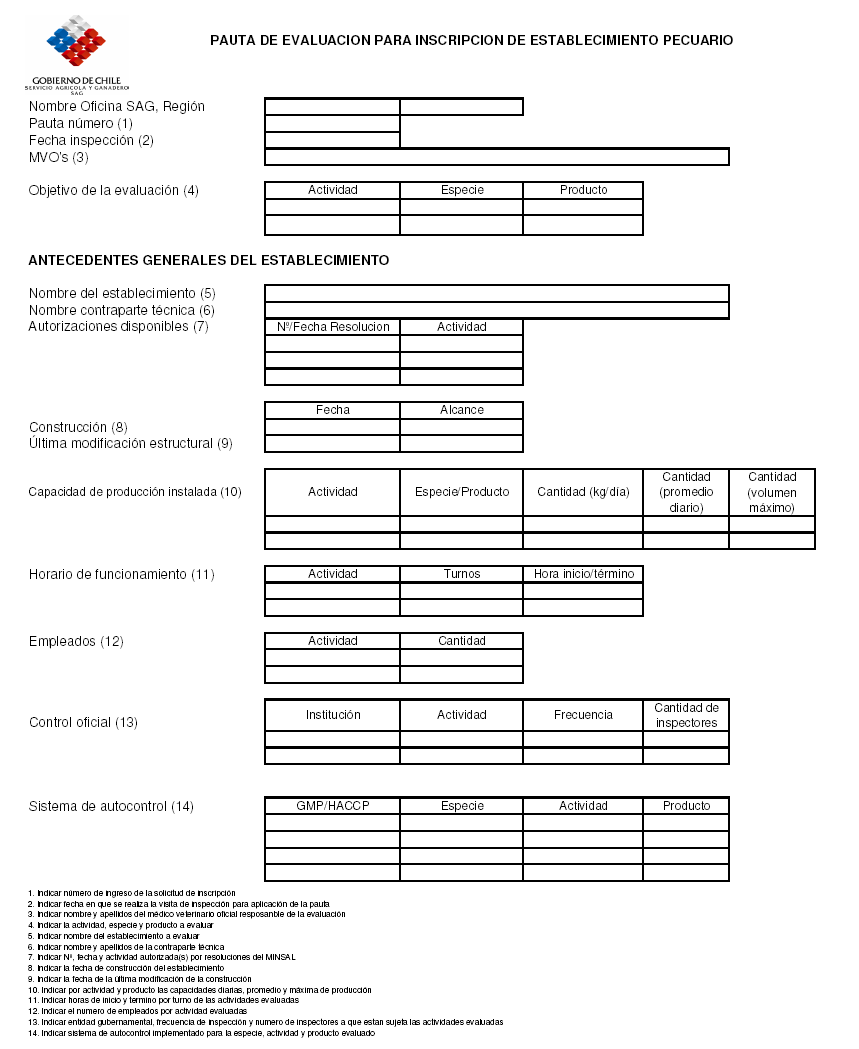 PAUTA DE EVALUACION PARA INSCRIPCION DE ESTABLECIMIENTO PECUARIO
GOBIERNO DE CHILE
SERVICIO AGRICOLA Y GANADERO
SAG
Nombre Oficina SAG, Región
Pauta número (1)
Fecha inspección (2)
MVO's (3)
Objetivo de la evaluación (4) Actividad Especie Producto
ANTECEDENTES GENERALES DEL ESTABLECIMIENTO
Nombre del establecimiento (5)
Nombre contraparte técnica (6)
Autorizaciones disponibles (7) Nº/Fecha Resolucion Actividad
Fecha Alcance
Construcción (8)
Última modificación estructural (9)
Capacidad de producción instalada (10) Actividad Especie/Producto Cantidad (kg/día) Cantidad (promedio diario) Cantidad (volumen máximo)
Horario de funcionamiento (11) Actividad Turnos Hora inicio/término
Empleados (12) Actividad Cantidad
Control oficial (13) Institución Actividad Frecuencia Cantidad de inspectores
Sistema de autocontrol (14) GMP/HACCP Especie Actividad Producto
1. Indicar número de ingreso de la solicitud de inscripción
2. Indicar fecha en que se realiza la visita de inspección para aplicación de la pauta
3. Indicar nombre y apellidos del médico veterinario oficial resposanble de la evaluación
4. Indicar la actividad, especie y producto a evaluar
5. Indicar nombre del establecimiento a evaluar
6. Indicar nombre y apellidos de la contraparte técnica
7. Indicar Nº, fecha y actividad autorizada(s) por resoluciones del MINSAL
8. Indicar la fecha de construcción del establecimiento
9. Indicar la fecha de la última modificación de la construcción
10. Indicar por actividad y producto las capacidades diarias, promedio y máxima de producción
11. Indicar horas de inicio y termino por turno de las actividades evaluadas
12. Indicar el numero de empleados por actividad evaluadas
13. Indicar entidad gubernamental, frecuencia de inspección y numero de inspectores a que estan sujeta las actividades evaluadas
14. Indicar sistema de autocontrol implementado para la especie, actividad y producto evaluado